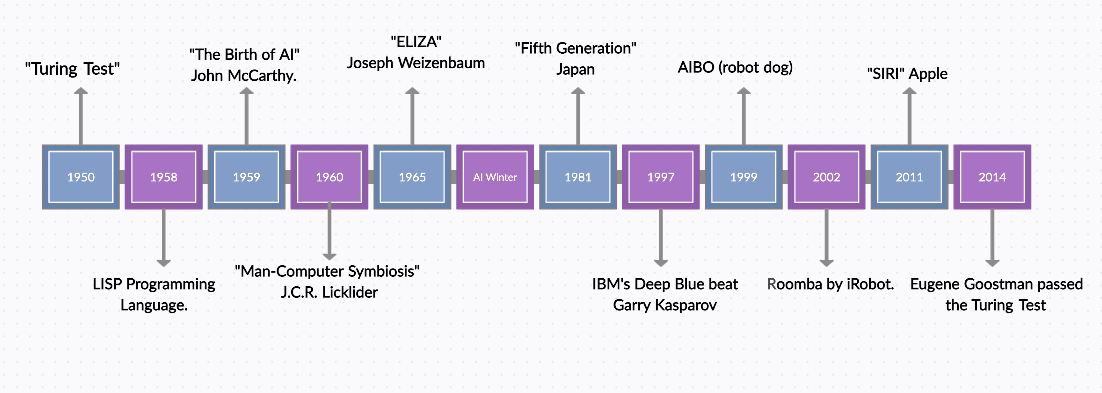 "Turing Test"
"The Birth of AI"
John McCarthy.
"ELIZA"
Joseph Weizenbaum
"Fifth Generation"
Japan
AIBO (robot dog)
"SIRI" Apple
1950
1958
1959
1960
1965
AI Winter
1981
1997
1999
2002
2011
2014
LISP Programming
Language.
"Man-Computer Symbiosis"
J.C.R. Licklider
IBM's Deep Blue beat
Garry Kasparov
Roomba by iRobot.
Eugene Goostman passed
the Turing Test